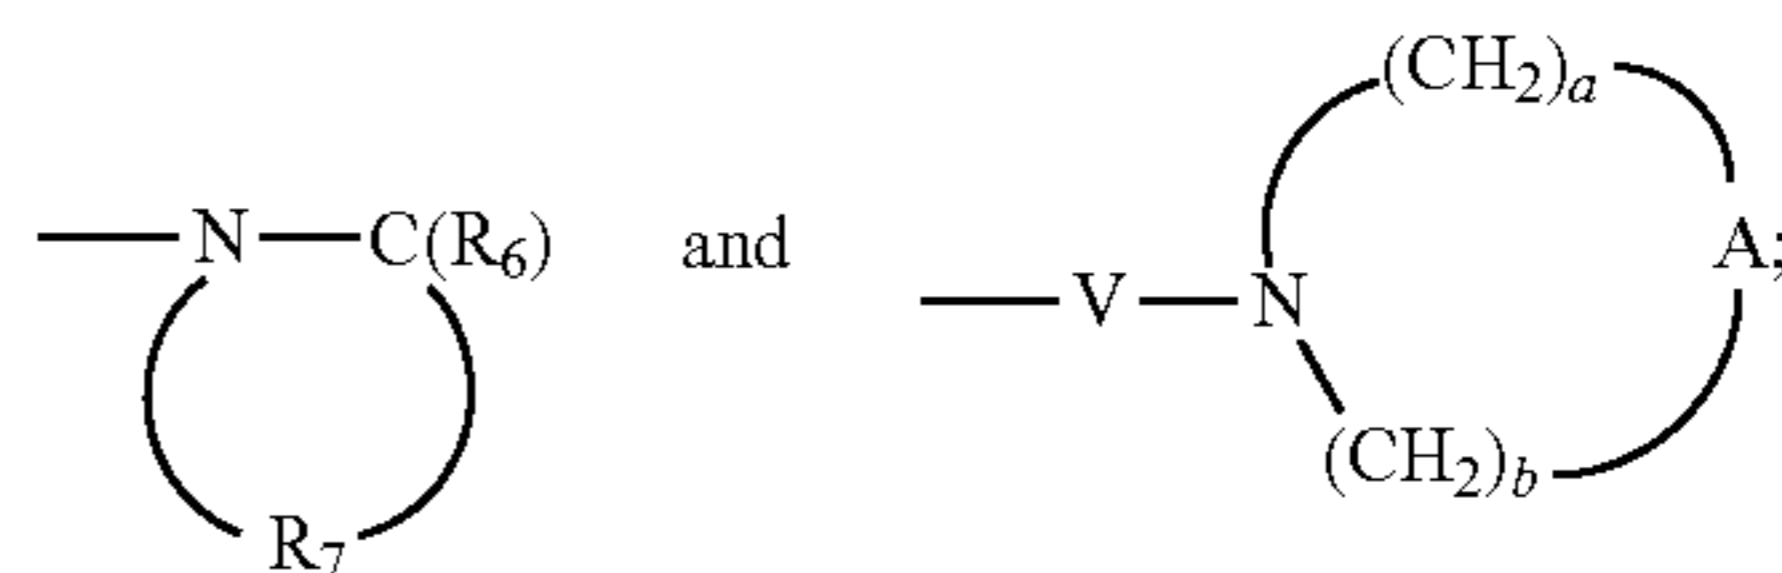 (CH2)a
N C(R6) and A;
V N
(CH2)b
R7